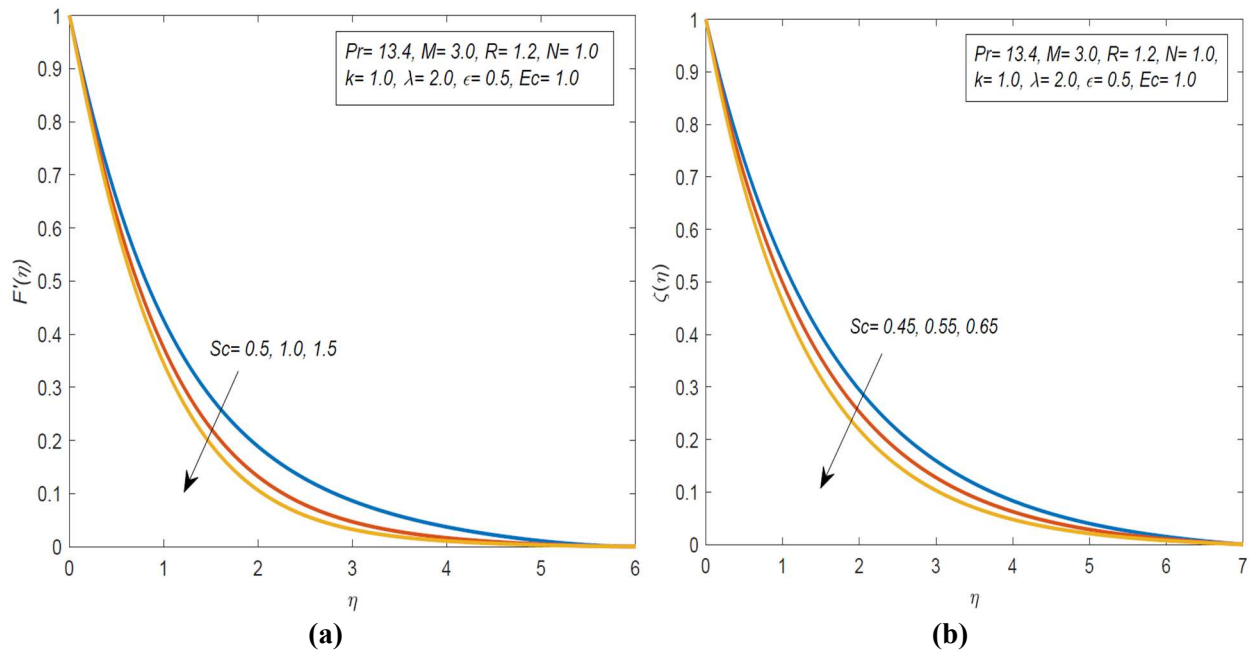 Pr= 13.4, M= 3.0, R= 1.2, N= 1.0
k= 1.0, λ= 2.0, ϵ= 0.5, Ec= 1.0
1
0.9
0.8
0.7
0.6
0.5
0.4
0.3
0.2
0.1
0
F'(η)
Sc= 0.5, 1.0, 1.5
0 1 2 3 4 5 6
η
(a)
Pr= 13.4, M= 3.0, R= 1.2, N= 1.0,
k= 1.0, λ= 2.0, ϵ= 0.5, Ec= 1.0
1
0.9
0.8
0.7
0.6
0.5
0.4
0.3
0.2
0.1
0
ζ(η)
Sc= 0.45, 0.55, 0.65
0 1 2 3 4 5 6 7
η
(b)